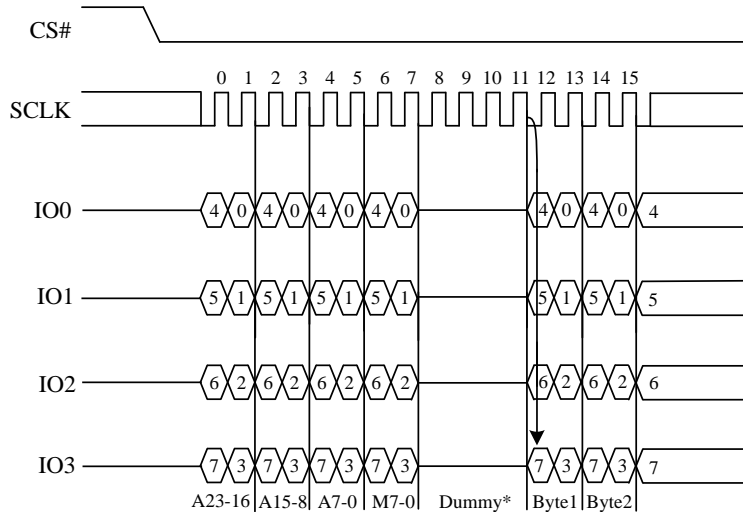 CS#
0 1 2 3 4 5 6 7 8 9 10 11 12 13 14 15
SCLK
IO0 4 0 4 0 4 0 4 0 4 0 4 0 4
IO1 5 1 5 1 5 1 5 1 5 1 5 1 5
IO2 6 2 6 2 6 2 6 2 6 2 6 2 6
IO3 7 3 7 3 7 3 7 3 7 3 7 3 7
A23-16 A15-8 A7-0 M7-0 Dummy* Byte1 Byte2